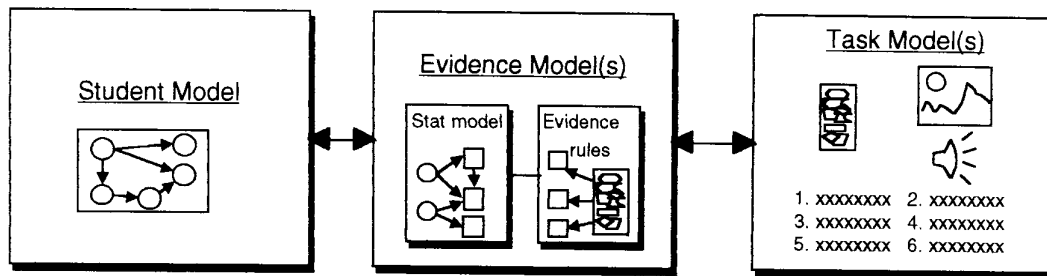 Student Model
Evidence Model(s)
Stat model
Evidence
rules
Task Model(s)
1. xxxxxxxx 2. xxxxxxxx
3. xxxxxxxx 4. xxxxxxxx
5. xxxxxxxx 6. xxxxxxxx